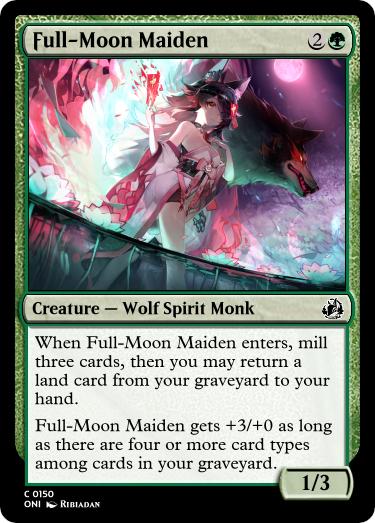 Full-Moon Maiden 2
Creature — Wolf Spirit Monk
When Full-Moon Maiden enters, mill
three cards, then you may return a
land card from your graveyard to your
hand.
Full-Moon Maiden gets +3/+0 as long
as there are four or more card types
among cards in your graveyard.
1/3
C 0150
ONI Ribiadan